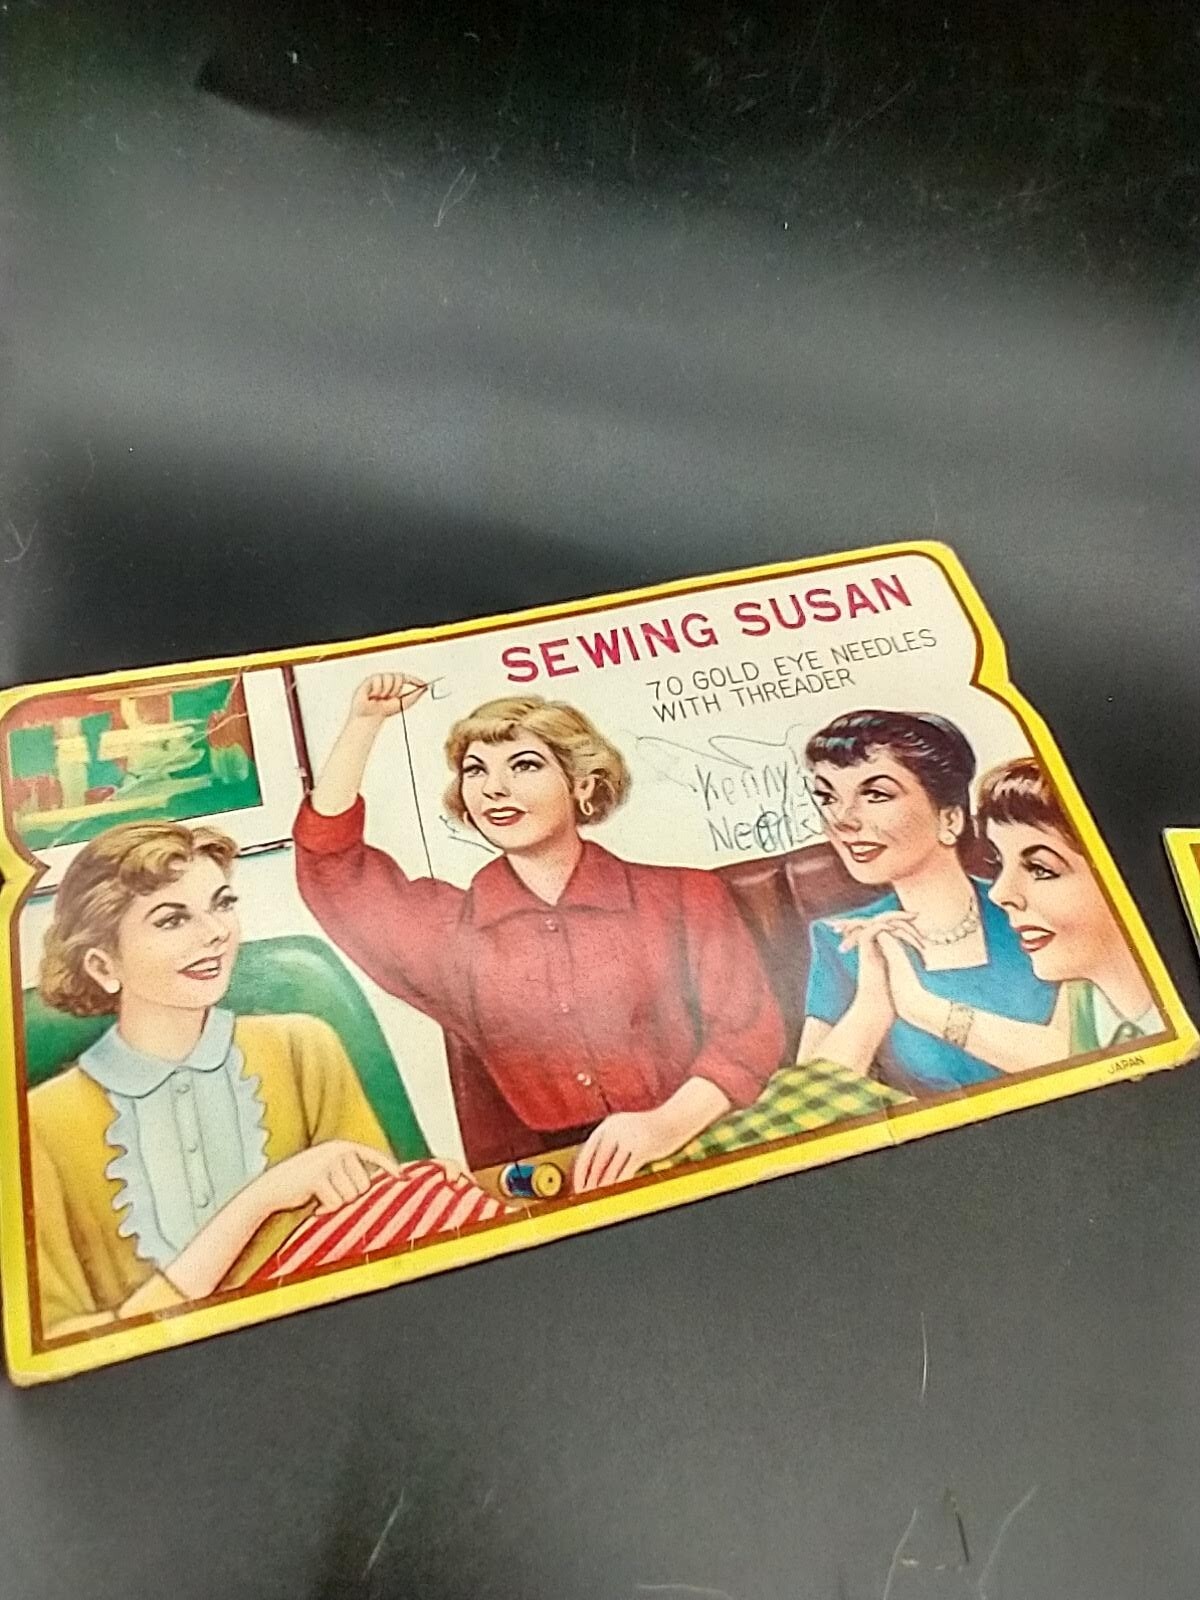 SEWING SUSAN
70 GOLD EYE NEEDLES
WITH THREADER
Kenny's
JAPAN